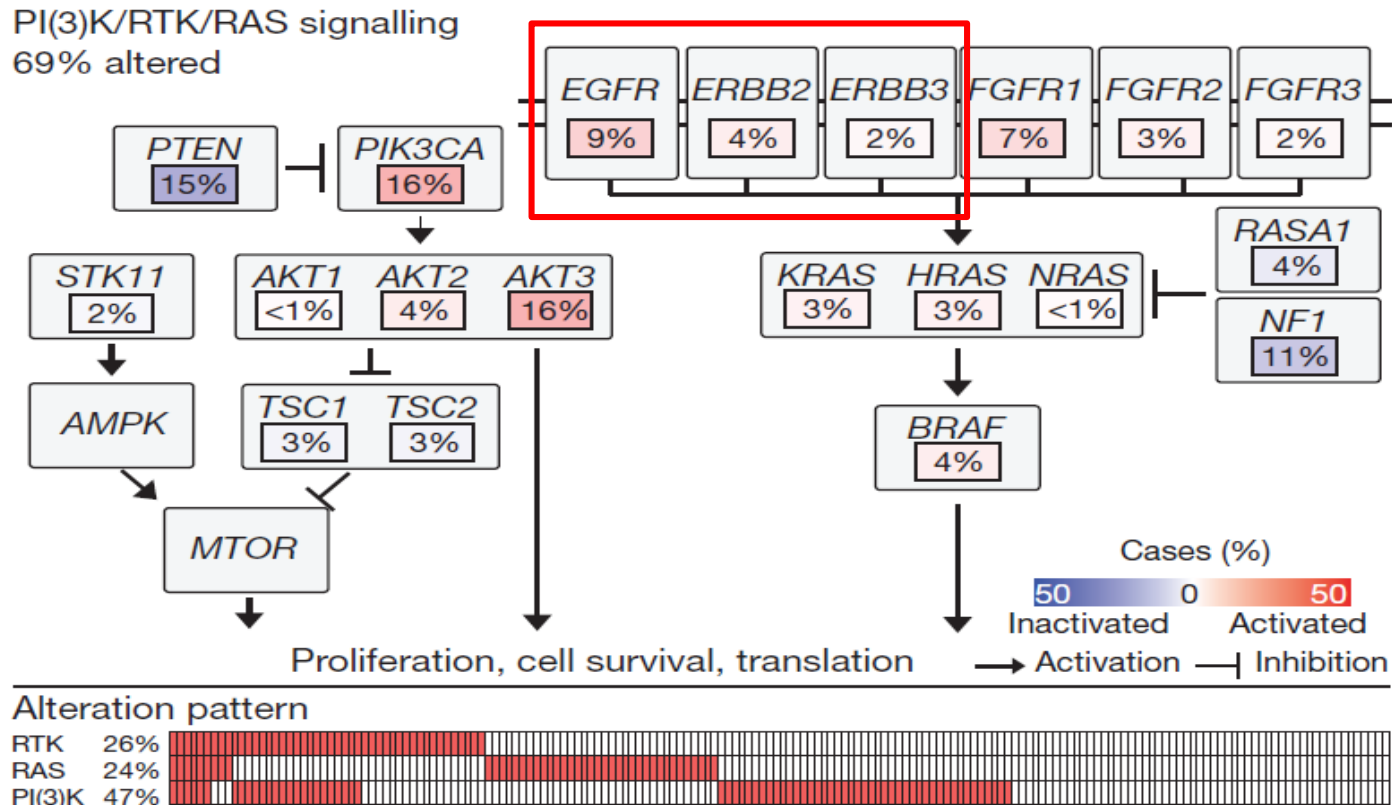 PI(3)K/RTK/RAS signalling
69% altered
EGFR ERBB2 ERBB3 FGFR1 FGFR2 FGFR3
9% 4% 2% 7% 3% 2%
PTEN PIK3CA
15% 16%
RASA1
4%
STK11
2%
AKT1 AKT2 AKT3
<1% 4% 16%
KRAS HRAS NRAS
3% 3% <1%
NF1
11%
AMPK
TSC1 TSC2
3% 3%
BRAF
4%
MTOR
Cases (%)
50 0 50
Inactivated Activated
Proliferation, cell survival, translation
Activation Inhibition
Alteration pattern
RTK 26%
RAS 24%
PI(3)K 47%